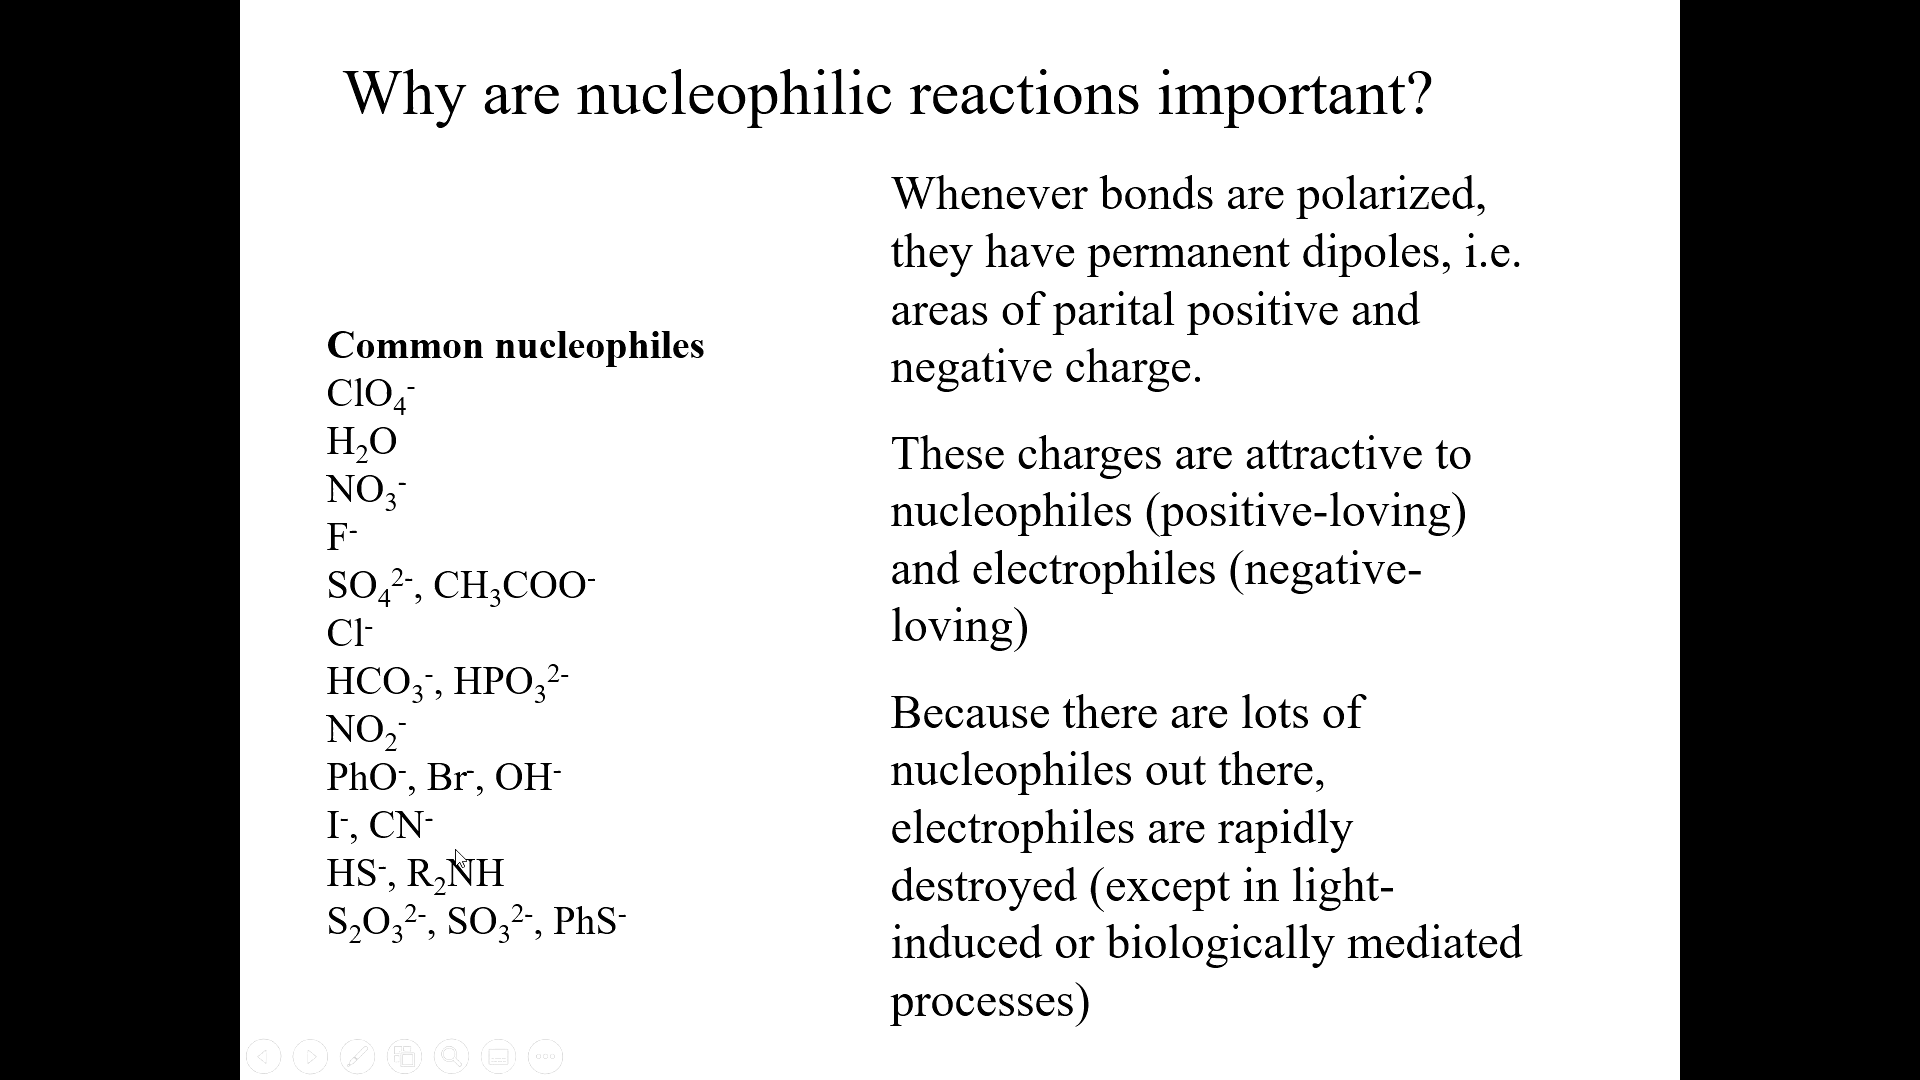 Why are nucleophilic reactions important?
Common nucleophiles
ClO₄⁻
H₂O
NO₃⁻
F⁻
SO₄²⁻, CH₃COO⁻
Cl⁻
HCO₃⁻, HPO₃²⁻
NO₂⁻
PhO⁻, Br⁻, OH⁻
I⁻, CN⁻
HS⁻, R₂NH
S₂O₃²⁻, SO₃²⁻, PhS⁻
Whenever bonds are polarized,
they have permanent dipoles, i.e.
areas of parital positive and
negative charge.
These charges are attractive to
nucleophiles (positive-loving)
and electrophiles (negative-
loving)
Because there are lots of
nucleophiles out there,
electrophiles are rapidly
destroyed (except in light-
induced or biologically mediated
processes)